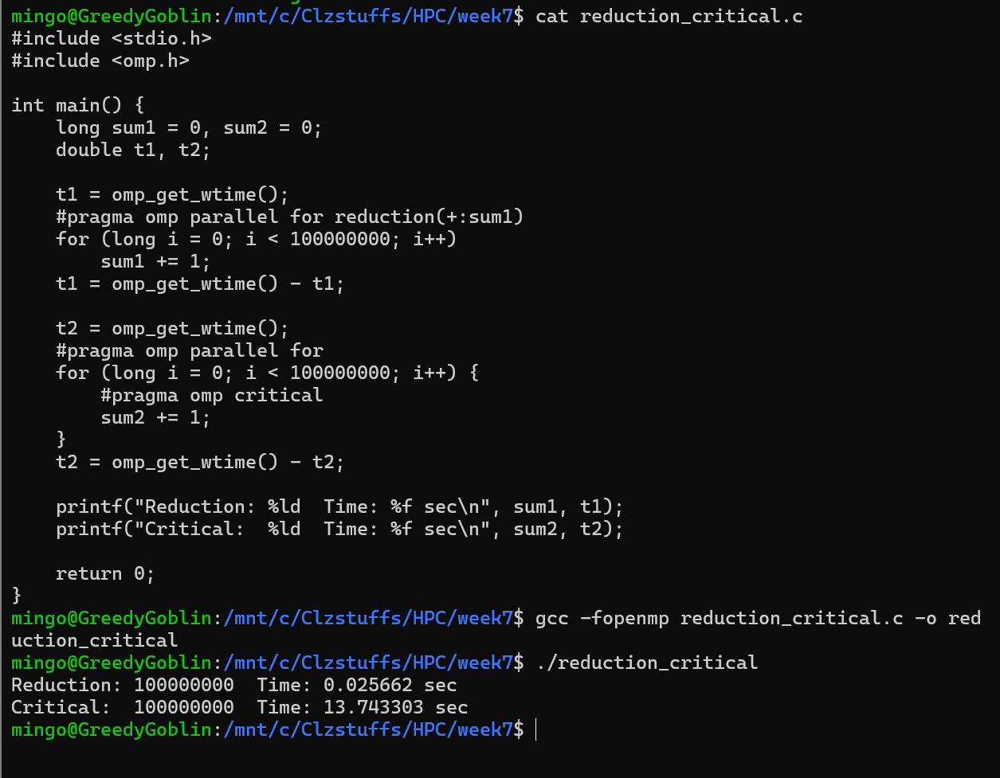 mingo@GreedyGoblin:/mnt/c/Clzstuffs/HPC/week7$ cat reduction_critical.c
#include <stdio.h>
#include <omp.h>

int main() {
    long sum1 = 0, sum2 = 0;
    double t1, t2;

    t1 = omp_get_wtime();
    #pragma omp parallel for reduction(+:sum1)
    for (long i = 0; i < 100000000; i++)
        sum1 += 1;
    t1 = omp_get_wtime() - t1;

    t2 = omp_get_wtime();
    #pragma omp parallel for
    for (long i = 0; i < 100000000; i++) {
        #pragma omp critical
        sum2 += 1;
    }
    t2 = omp_get_wtime() - t2;

    printf("Reduction: %ld  Time: %f sec\n", sum1, t1);
    printf("Critical:  %ld  Time: %f sec\n", sum2, t2);

    return 0;
}
mingo@GreedyGoblin:/mnt/c/Clzstuffs/HPC/week7$ gcc -fopenmp reduction_critical.c -o red
uction_critical
mingo@GreedyGoblin:/mnt/c/Clzstuffs/HPC/week7$ ./reduction_critical
Reduction: 100000000  Time: 0.025662 sec
Critical:  100000000  Time: 13.743303 sec
mingo@GreedyGoblin:/mnt/c/Clzstuffs/HPC/week7$